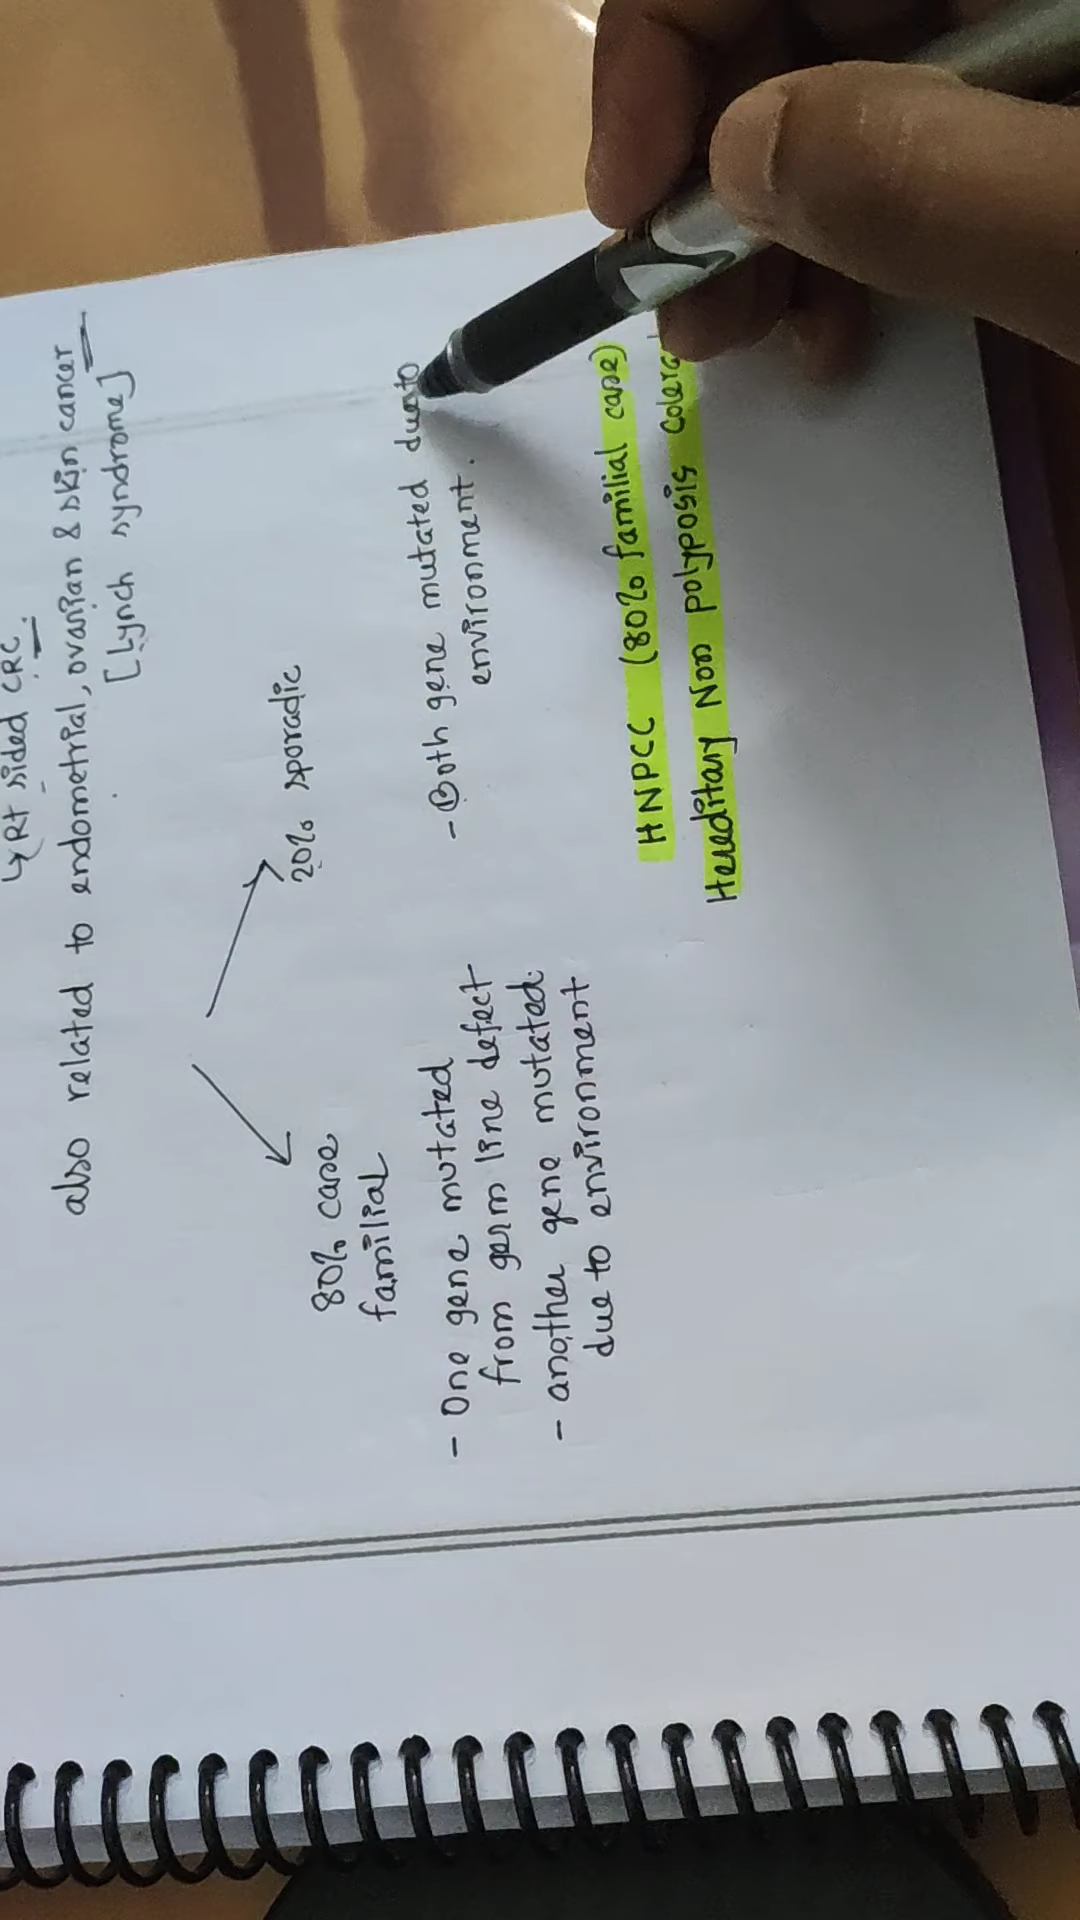 ↳ Rt sided CRC.
also related to endometrial, ovarian & skin cancer
[Lynch syndrome]
80% case
familial
20% sporadic
- One gene mutated
from germ line defect
- another gene mutated
due to environment
- Both gene mutated due to
environment.
HNPCC (80% familial case)
Hereditary Non polyposis Colerc